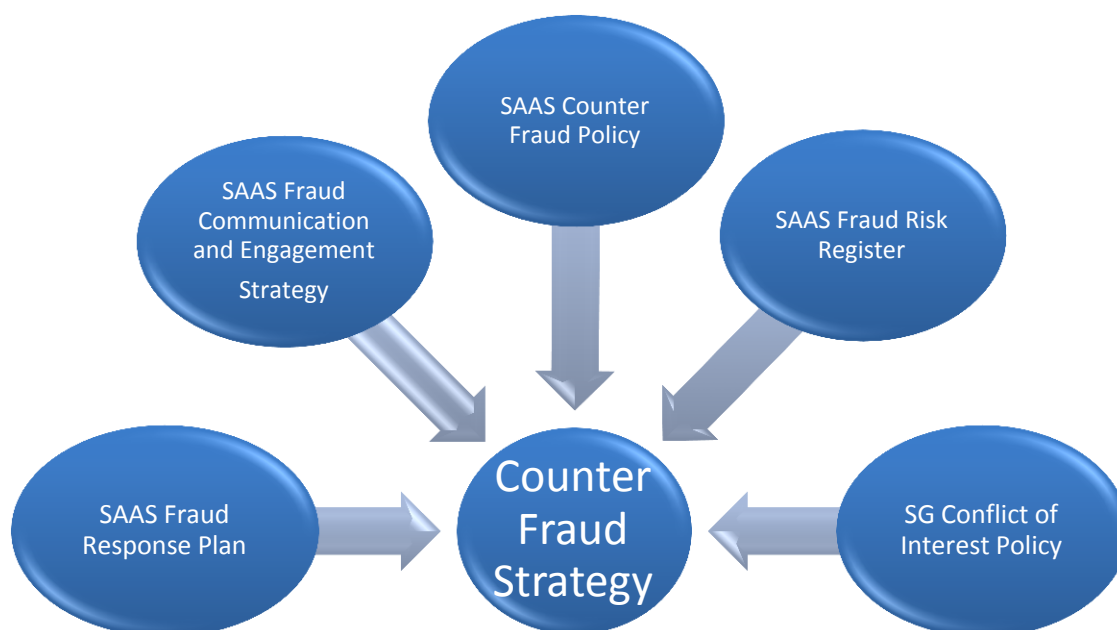 SAAS Counter
Fraud Policy
SAAS Fraud
Communication
and Engagement
Strategy
SAAS Fraud Risk
Register
SAAS Fraud
Response Plan
Counter
Fraud
Strategy
SG Conflict of
Interest Policy